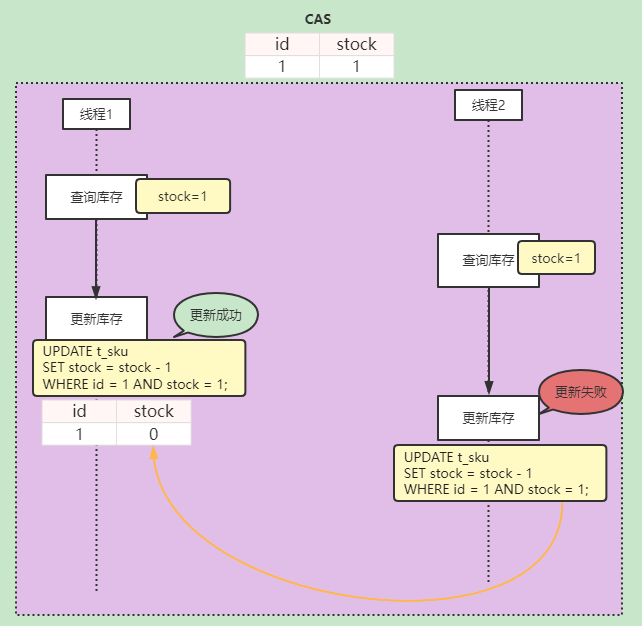 CAS
id stock
1 1
线程1
线程2
查询库存
stock=1
查询库存
stock=1
更新库存
更新成功
UPDATE t_sku
SET stock = stock - 1
WHERE id = 1 AND stock = 1;
id stock
1 0
更新失败
更新库存
UPDATE t_sku
SET stock = stock - 1
WHERE id = 1 AND stock = 1;